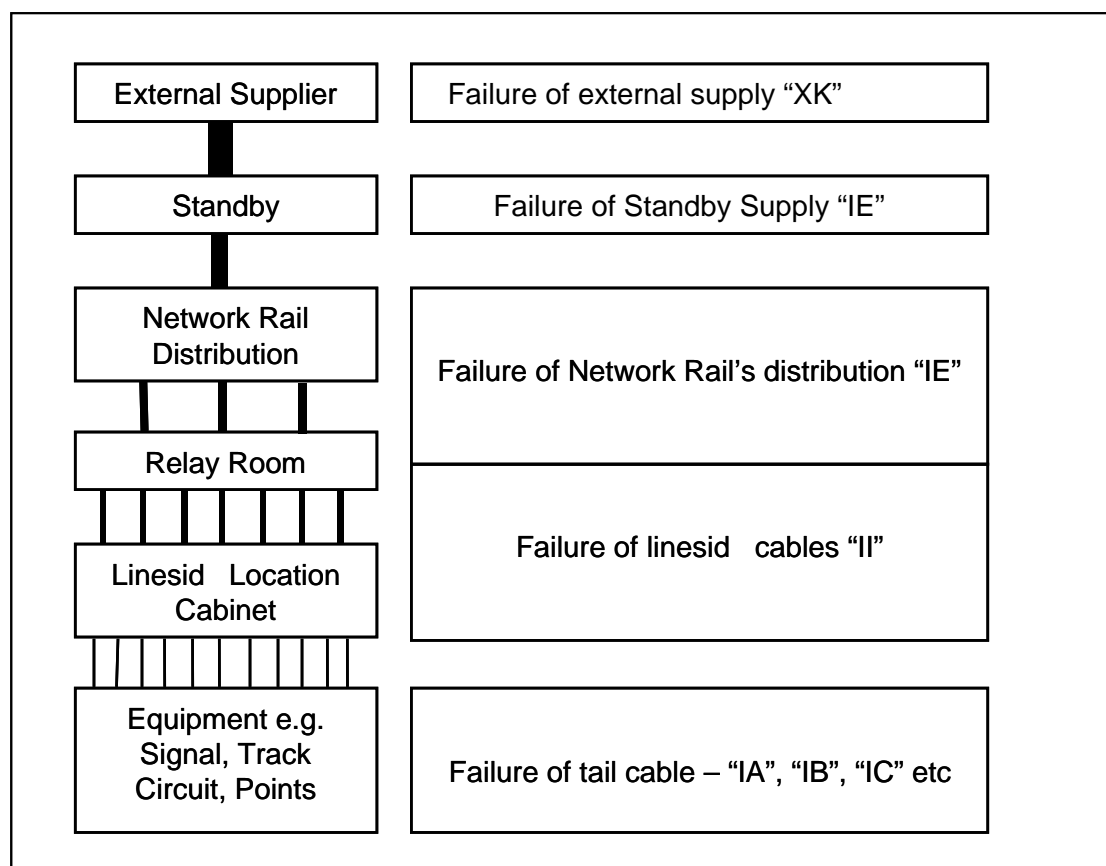 External Supplier
Failure of external supply “XK”
Standby
Failure of Standby Supply “IE”
Network Rail
Distribution
Failure of Network Rail’s distribution “IE”
Relay Room
Failure of linesid cables “II”
Linesid Location
Cabinet
Equipment e.g.
Signal, Track
Circuit, Points
Failure of tail cable – “IA”, “IB”, “IC” etc